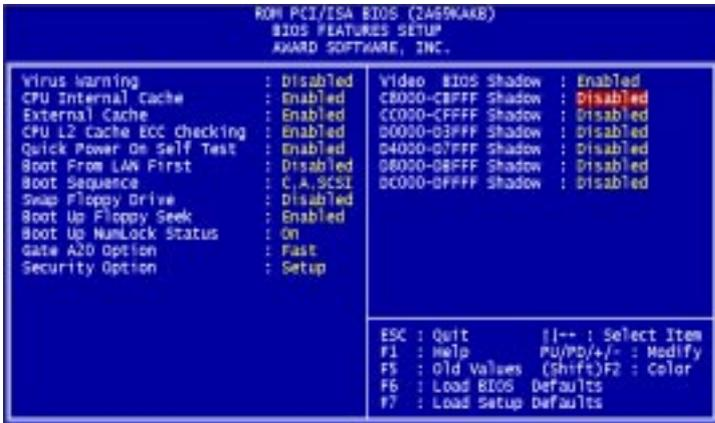 ROM PCI/ISA BIOS (2A69KAKB)
BIOS FEATURES SETUP
AWARD SOFTWARE, INC.
Virus Warning : Disabled
CPU Internal Cache : Enabled
External Cache : Enabled
CPU L2 Cache ECC Checking : Enabled
Quick Power On Self Test : Enabled
Boot From LAN First : Disabled
Boot Sequence : C,A,SCSI
Swap Floppy Drive : Disabled
Boot Up Floppy Seek : Enabled
Boot Up NumLock Status : On
Gate A20 Option : Fast
Security Option : Setup
Video BIOS Shadow : Enabled
C8000-CBFFF Shadow : Disabled
CC000-CFFFF Shadow : Disabled
D0000-D3FFF Shadow : Disabled
D4000-D7FFF Shadow : Disabled
D8000-DBFFF Shadow : Disabled
DC000-DFFFF Shadow : Disabled
ESC : Quit : Select Item
F1 : Help PU/PD/+/- : Modify
F5 : Old Values (Shift)F2 : Color
F6 : Load BIOS Defaults
F7 : Load Setup Defaults